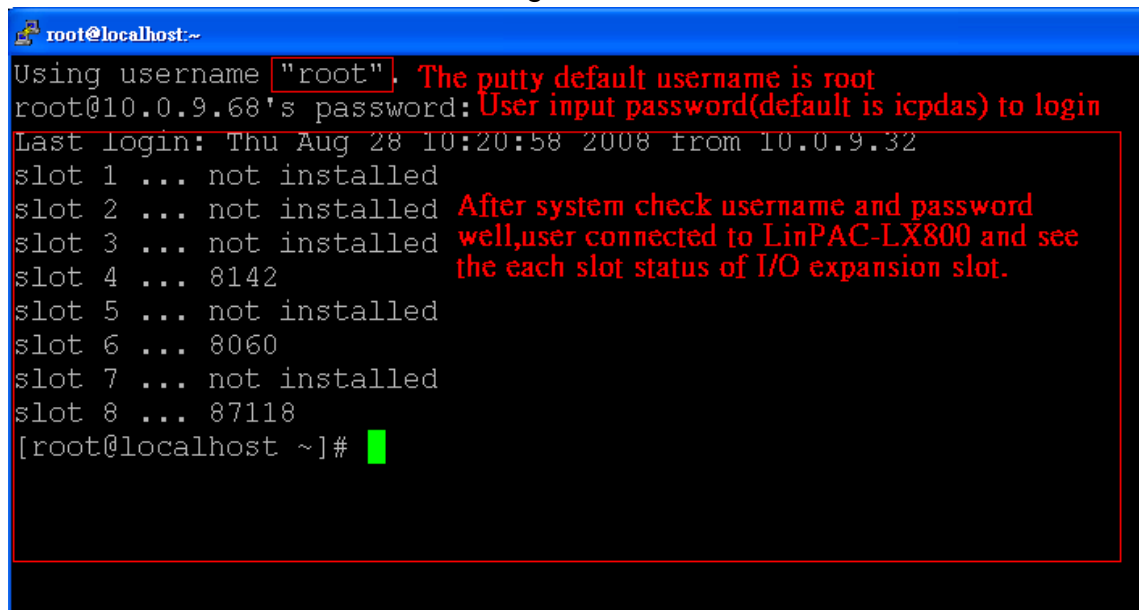 root@localhost:~
Using username "root". The putty default username is root
root@10.0.9.68's password: User input password(default is icpdas) to login
Last login: Thu Aug 28 10:20:58 2008 from 10.0.9.32
slot 1 ... not installed
slot 2 ... not installed After system check username and password
slot 3 ... not installed well,user connected to LinPAC-LX800 and see
slot 4 ... 8142 the each slot status of I/O expansion slot.
slot 5 ... not installed
slot 6 ... 8060
slot 7 ... not installed
slot 8 ... 87118
[root@localhost ~]#